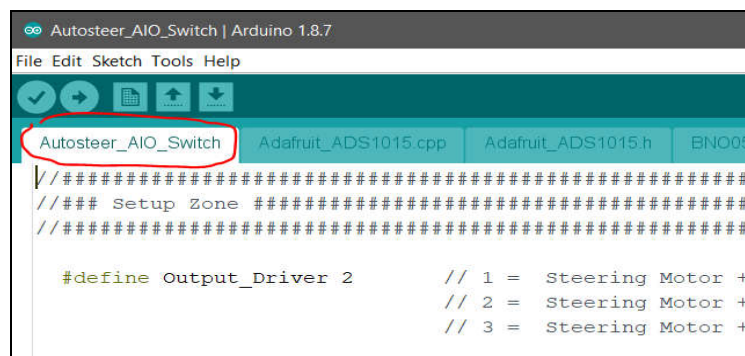 Autosteer_AIO_Switch | Arduino 1.8.7
File Edit Sketch Tools Help
Autosteer_AIO_Switch Adafruit_ADS1015.cpp Adafruit_ADS1015.h BNO05
//######################################################
//### Setup Zone #######################################
//######################################################
#define Output_Driver 2 // 1 = Steering Motor +
// 2 = Steering Motor +
// 3 = Steering Motor +